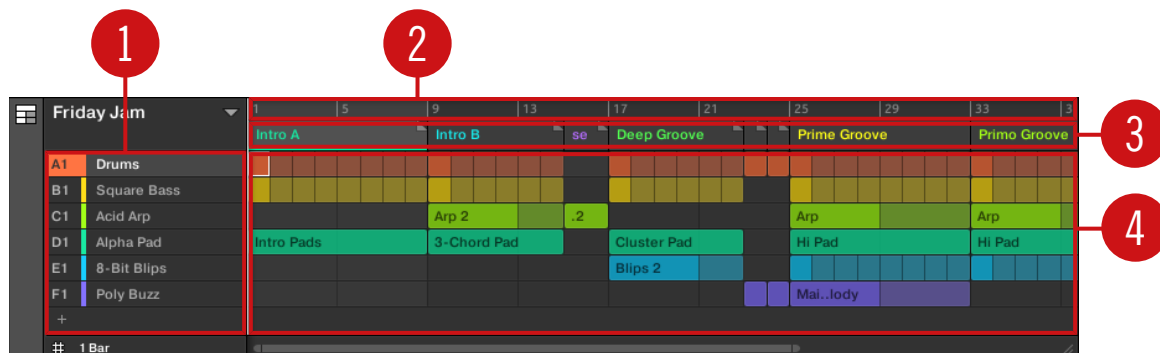 1 2
Friday Jam 1 5 9 13 17 21 25 29 33 3
Intro A Intro B se Deep Groove Prime Groove Primo Groove 3
A1 Drums
B1 Square Bass
C1 Acid Arp Arp 2 .2 Arp Arp 4
D1 Alpha Pad Intro Pads 3-Chord Pad Cluster Pad Hi Pad Hi Pad
E1 8-Bit Blips Blips 2
F1 Poly Buzz Mai..lody
+
1 Bar